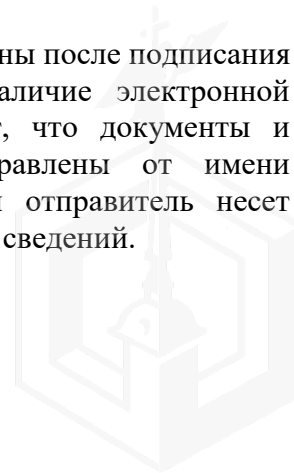 ны после подписания
аличие электронной
, что документы и
равлены от имени
отправитель несет
сведений.